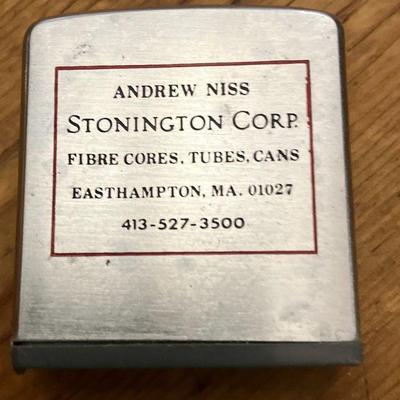 ANDREW NISS
STONINGTON CORP.
FIBRE CORES, TUBES, CANS
EASTHAMPTON, MA. 01027
413-527-3500